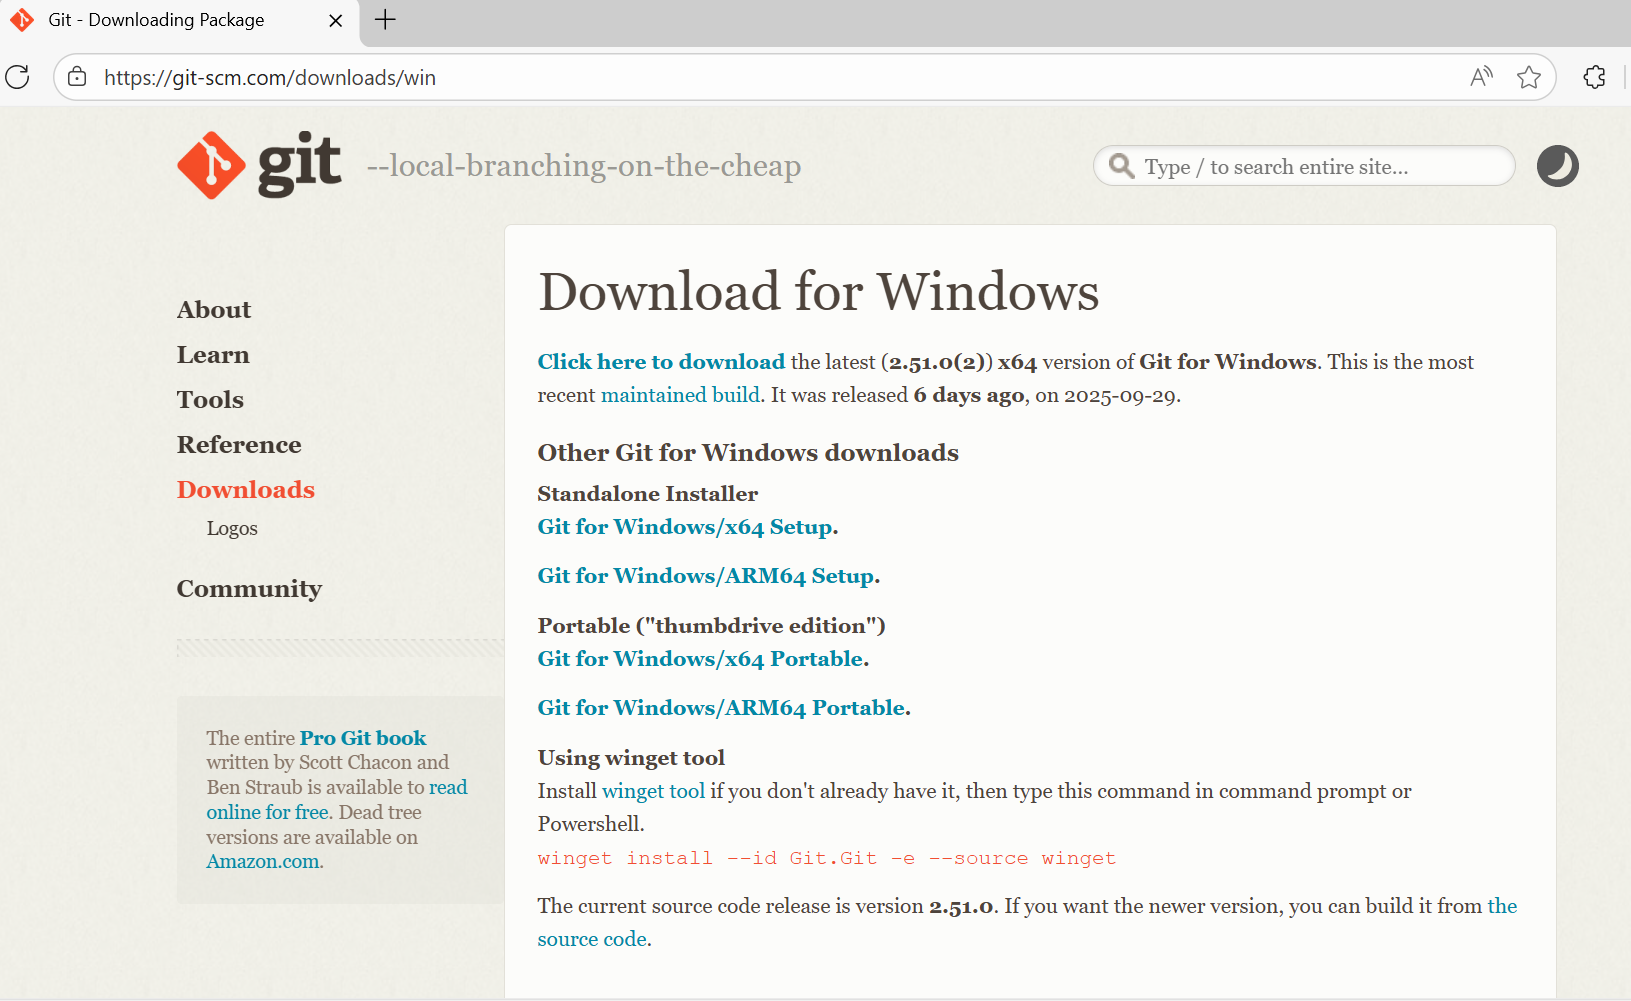 Git - Downloading Package
https://git-scm.com/downloads/win
git --local-branching-on-the-cheap
Type / to search entire site...
About
Learn
Tools
Reference
Downloads
Logos
Community
The entire Pro Git book
written by Scott Chacon and
Ben Straub is available to read
online for free. Dead tree
versions are available on
Amazon.com.
Download for Windows
Click here to download the latest (2.51.0(2)) x64 version of Git for Windows. This is the most
recent maintained build. It was released 6 days ago, on 2025-09-29.
Other Git for Windows downloads
Standalone Installer
Git for Windows/x64 Setup.
Git for Windows/ARM64 Setup.
Portable ("thumbdrive edition")
Git for Windows/x64 Portable.
Git for Windows/ARM64 Portable.
Using winget tool
Install winget tool if you don't already have it, then type this command in command prompt or
Powershell.
winget install --id Git.Git -e --source winget
The current source code release is version 2.51.0. If you want the newer version, you can build it from the
source code.